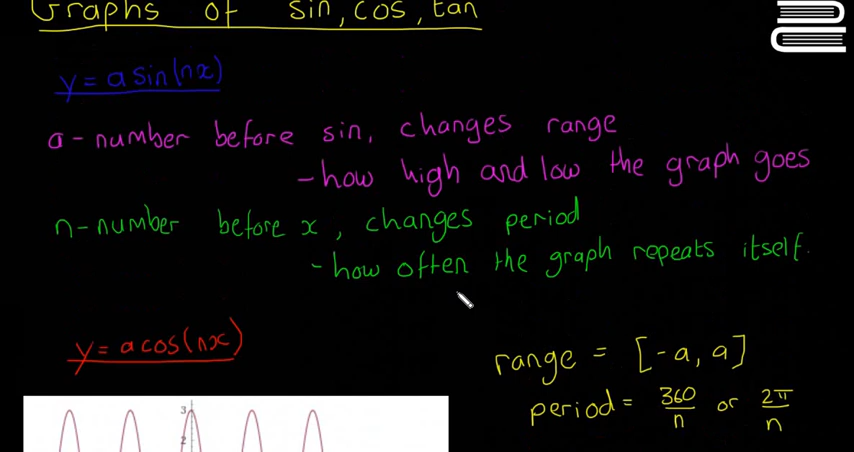 Graphs of sin, cos, tan
y = a sin(nx)
a - number before sin, changes range
- how high and low the graph goes
n - number before x, changes period
- how often the graph repeats itself.
y = a cos(nx)
range = [-a, a]
period = 360/n or 2π/n
3
2